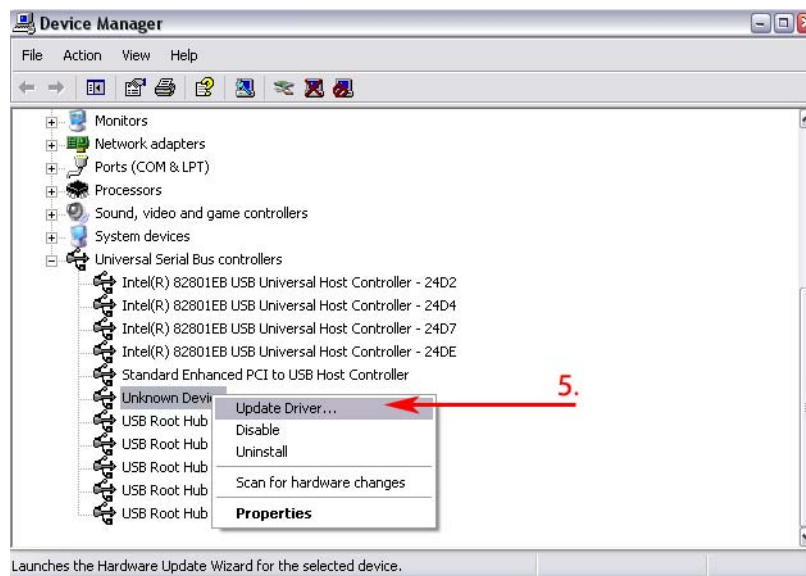 Device Manager
File Action View Help
Monitors
Network adapters
Ports (COM & LPT)
Processors
Sound, video and game controllers
System devices
Universal Serial Bus controllers
Intel(R) 82801EB USB Universal Host Controller - 24D2
Intel(R) 82801EB USB Universal Host Controller - 24D4
Intel(R) 82801EB USB Universal Host Controller - 24D7
Intel(R) 82801EB USB Universal Host Controller - 24DE
Standard Enhanced PCI to USB Host Controller
Unknown Devi
USB Root Hub
USB Root Hub
USB Root Hub
USB Root Hub
USB Root Hub
Update Driver...
Disable
Uninstall
Scan for hardware changes
Properties
5.
Launches the Hardware Update Wizard for the selected device.